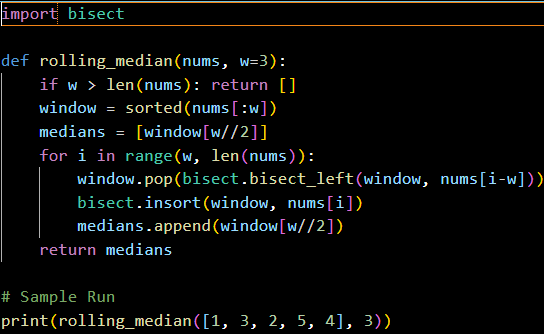 import bisect
def rolling_median(nums, w=3):
    if w > len(nums): return []
    window = sorted(nums[:w])
    medians = [window[w//2]]
    for i in range(w, len(nums)):
        window.pop(bisect.bisect_left(window, nums[i-w]))
        bisect.insort(window, nums[i])
        medians.append(window[w//2])
    return medians
# Sample Run
print(rolling_median([1, 3, 2, 5, 4], 3))